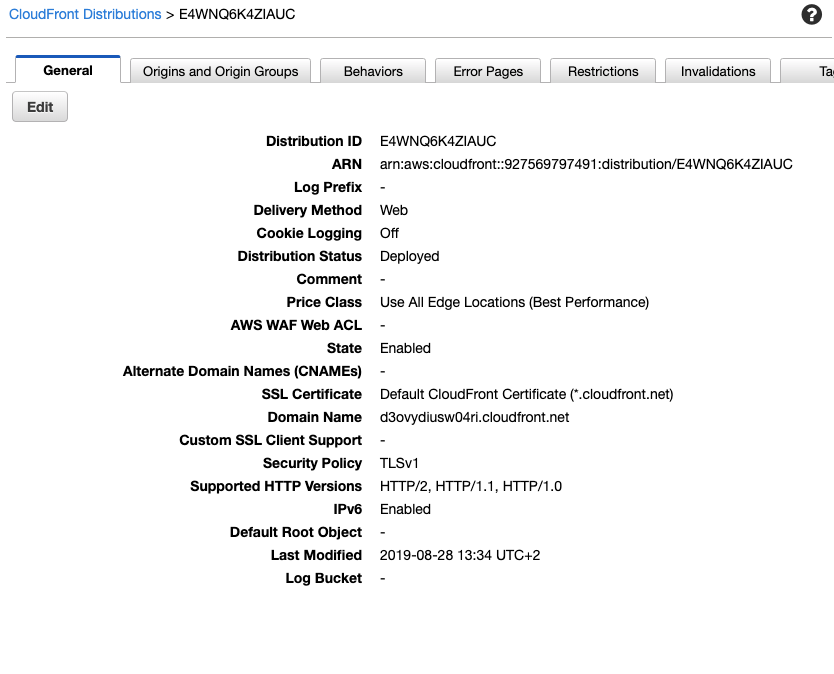 CloudFront Distributions > E4WNQ6K4ZIAUC
General Origins and Origin Groups Behaviors Error Pages Restrictions Invalidations Ta
Edit
Distribution ID E4WNQ6K4ZIAUC
ARN arn:aws:cloudfront::927569797491:distribution/E4WNQ6K4ZIAUC
Log Prefix -
Delivery Method Web
Cookie Logging Off
Distribution Status Deployed
Comment -
Price Class Use All Edge Locations (Best Performance)
AWS WAF Web ACL -
State Enabled
Alternate Domain Names (CNAMEs) -
SSL Certificate Default CloudFront Certificate (*.cloudfront.net)
Domain Name d3ovydiusw04ri.cloudfront.net
Custom SSL Client Support -
Security Policy TLSv1
Supported HTTP Versions HTTP/2, HTTP/1.1, HTTP/1.0
IPv6 Enabled
Default Root Object -
Last Modified 2019-08-28 13:34 UTC+2
Log Bucket -